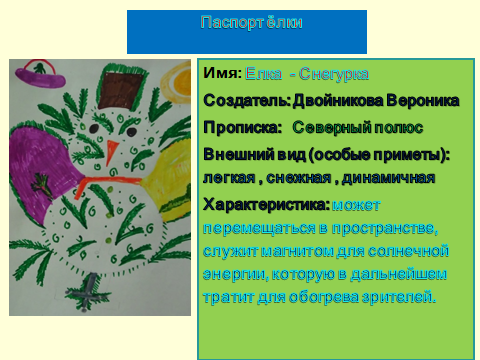 Паспорт ёлки
Имя: Елка - Снегурка
Создатель: Двойникова Вероника
Прописка: Северный полюс
Внешний вид (особые приметы):
легкая , снежная , динамичная
Характеристика: может
перемещаться в пространстве,
служит магнитом для солнечной
энергии, которую в дальнейшем
тратит для обогрева зрителей.